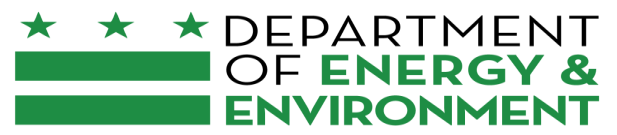 DEPARTMENT
OF ENERGY &
ENVIRONMENT